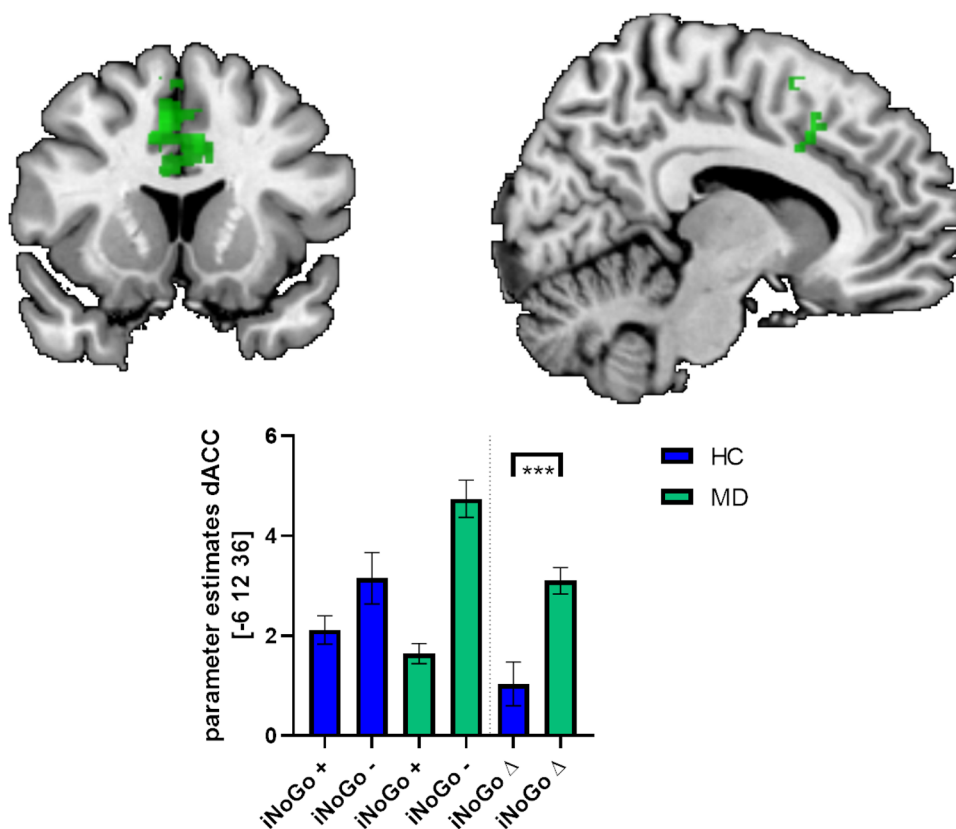 6
4
2
0
parameter estimates dACC
[-6 12 36]
***
HC
MD
iNoGo +
iNoGo -
iNoGo +
iNoGo -
iNoGo Δ
iNoGo Δ